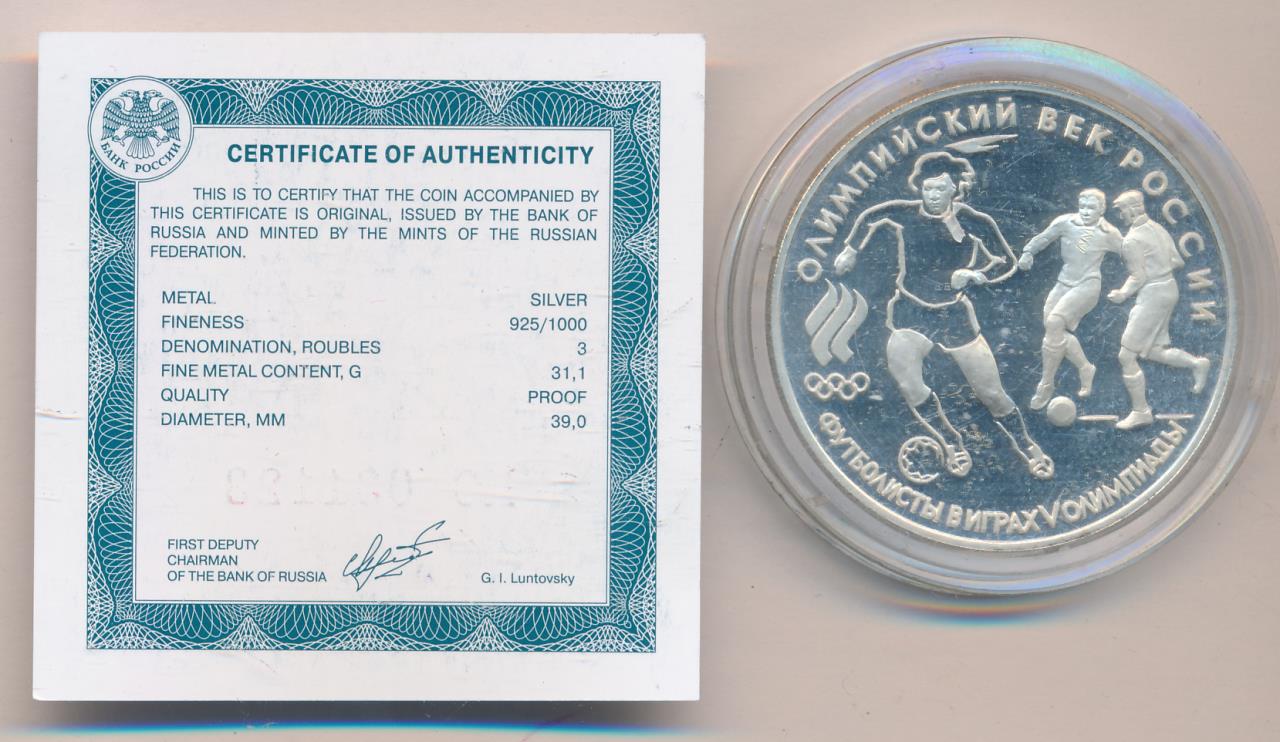 БАНК РОССИИ
CERTIFICATE OF AUTHENTICITY
THIS IS TO CERTIFY THAT THE COIN ACCOMPANIED BY
THIS CERTIFICATE IS ORIGINAL, ISSUED BY THE BANK OF
RUSSIA AND MINTED BY THE MINTS OF THE RUSSIAN
FEDERATION.
METAL SILVER
FINENESS 925/1000
DENOMINATION, ROUBLES 3
FINE METAL CONTENT, G 31,1
QUALITY PROOF
DIAMETER, MM 39,0
FIRST DEPUTY
CHAIRMAN
OF THE BANK OF RUSSIA G. I. Luntovsky
ОЛИМПИЙСКИЙ ВЕК РОССИИ
ФУТБОЛИСТЫ В ИГРАХ V ОЛИМПИАДЫ